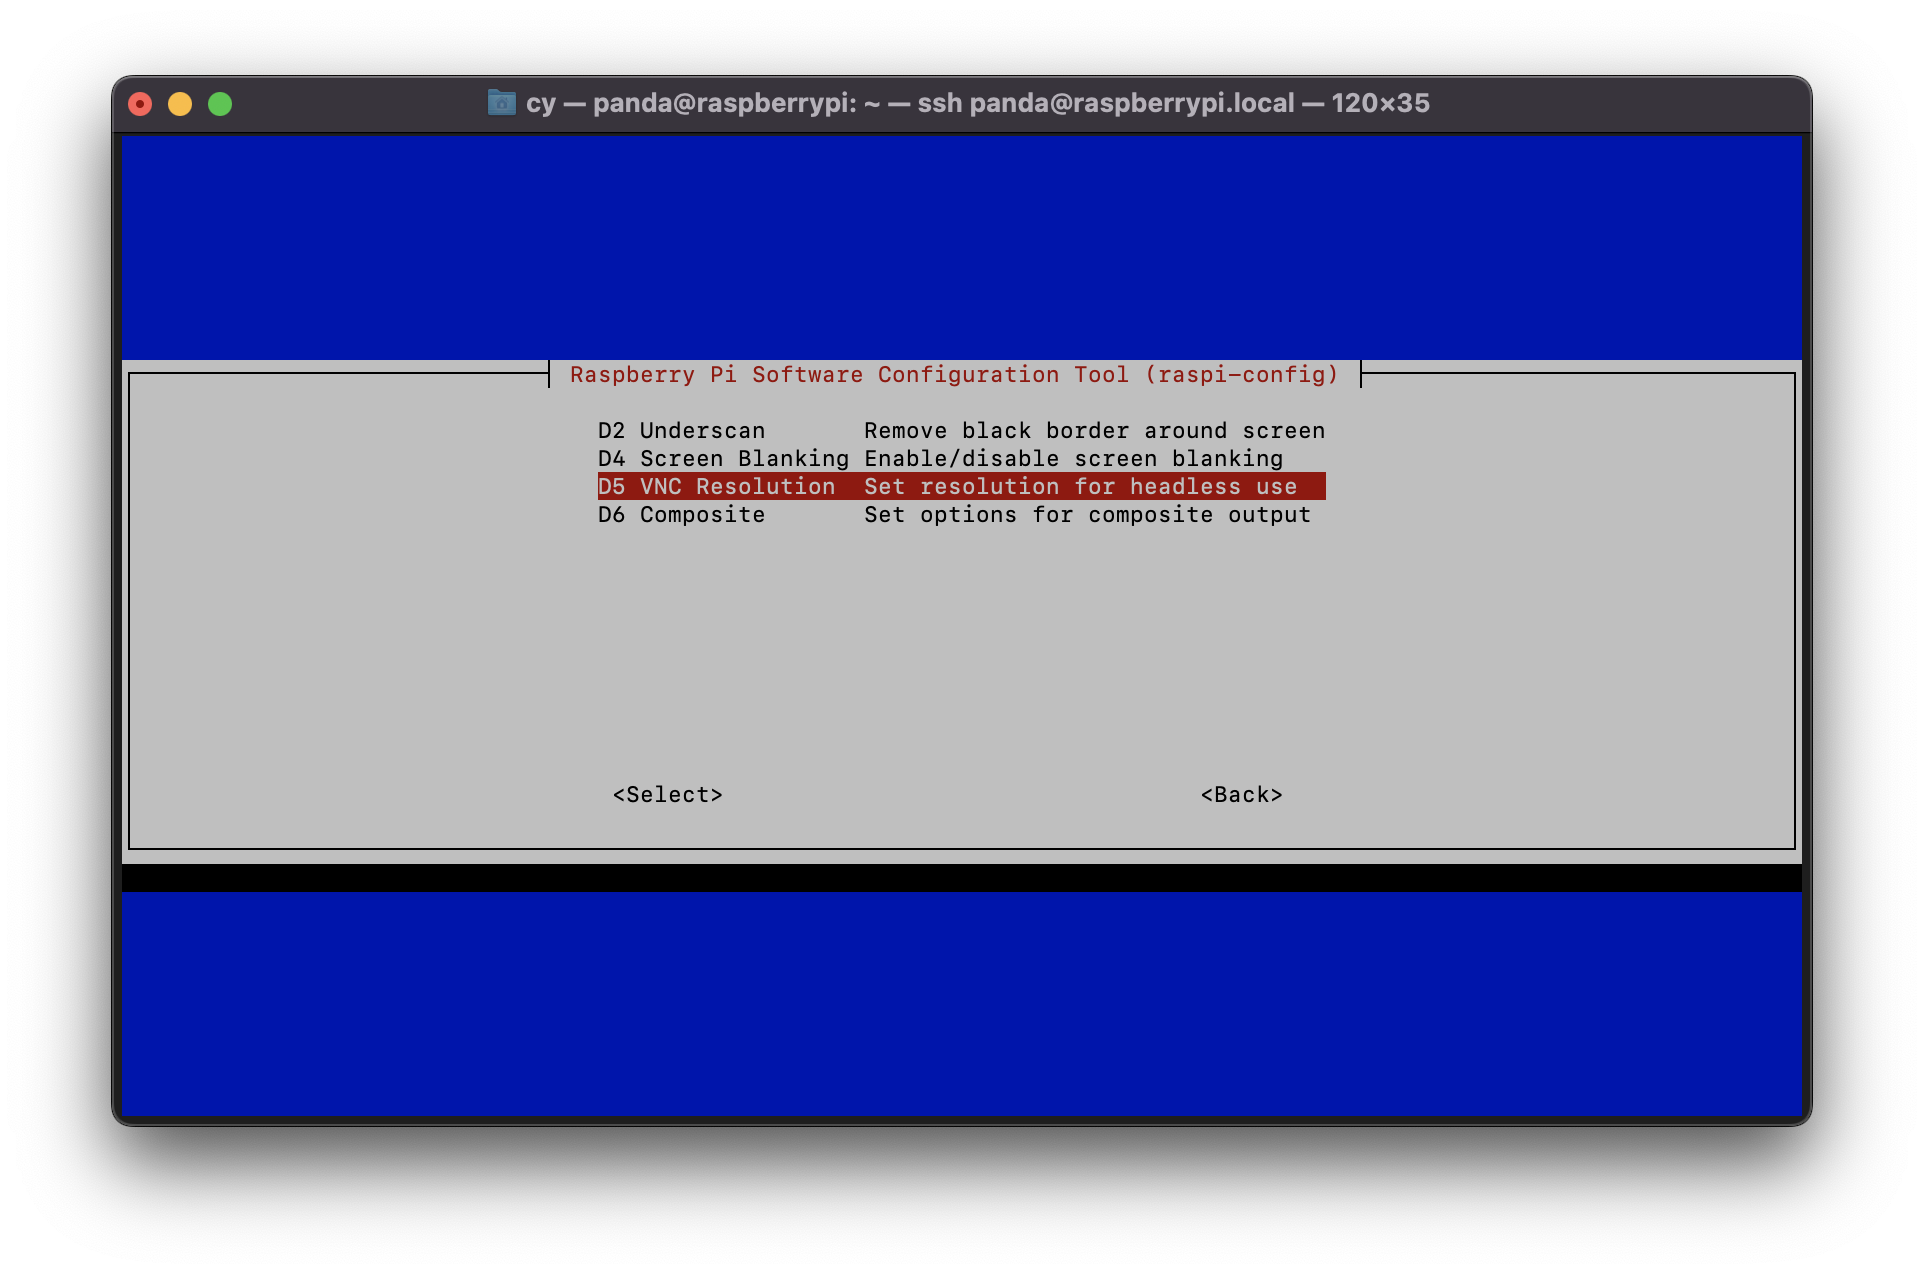 cy — panda@raspberrypi: ~ — ssh panda@raspberrypi.local — 120×35
Raspberry Pi Software Configuration Tool (raspi-config)
D2 Underscan Remove black border around screen
D4 Screen Blanking Enable/disable screen blanking
D5 VNC Resolution Set resolution for headless use
D6 Composite Set options for composite output
<Select> <Back>